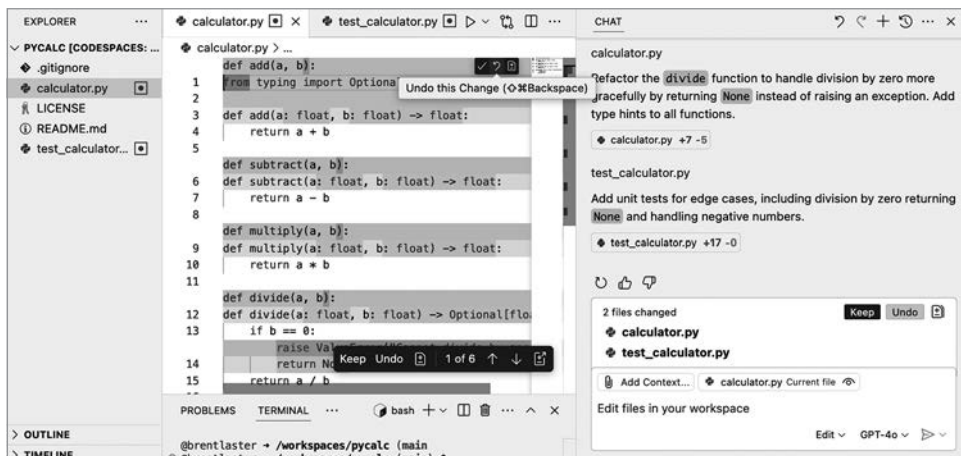 EXPLORER ...
PYCALC [CODESPACES: ...
.gitignore
calculator.py
LICENSE
README.md
test_calculator...
OUTLINE
TIMELINE
calculator.py
test_calculator.py
...
calculator.py > ...
def add(a, b):
1 from typing import Optional
Undo this Change (⇧⌘Backspace)
2
3 def add(a: float, b: float) -> float:
4 return a + b
5
def subtract(a, b):
6 def subtract(a: float, b: float) -> float:
7 return a - b
8
def multiply(a, b):
9 def multiply(a: float, b: float) -> float:
10 return a * b
11
def divide(a, b):
12 def divide(a: float, b: float) -> Optional[floa
13 if b == 0:
raise
14 return
Keep Undo 1 of 6 ↑ ↓
15 return a / b
PROBLEMS TERMINAL ... bash
@brentlaster → /workspaces/pycalc (main
CHAT
calculator.py
Refactor the divide function to handle division by zero more
gracefully by returning None instead of raising an exception. Add
type hints to all functions.
calculator.py +7 -5
test_calculator.py
Add unit tests for edge cases, including division by zero returning
None and handling negative numbers.
test_calculator.py +17 -0
2 files changed Keep Undo
calculator.py
test_calculator.py
Add Context... calculator.py Current file
Edit files in your workspace
Edit GPT-4o